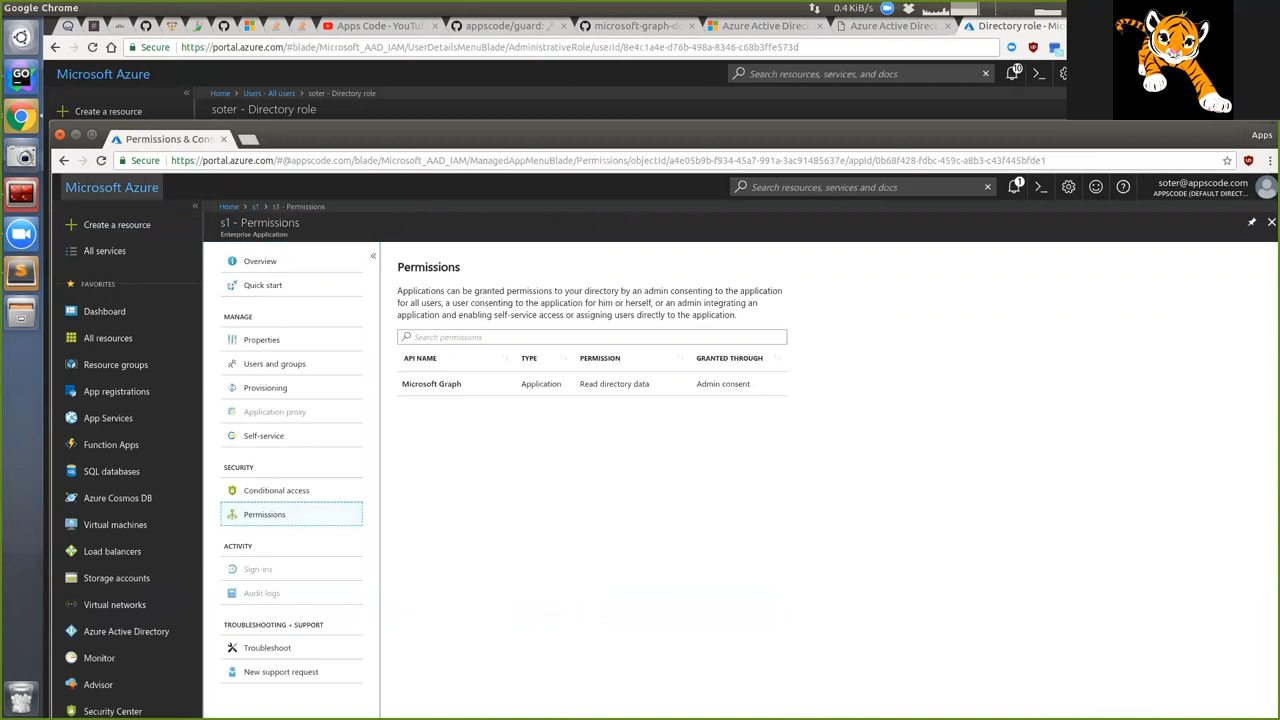 Google Chrome
0.4 KiB/s
Apps Code - YouTu
appscode/guard:
microsoft-graph-do
Azure Active Direc
Azure Active Direc
Directory role - Mic
Secure https://portal.azure.com/#blade/Microsoft_AAD_IAM/UserDetailsMenuBlade/AdministrativeRole/userId/8e4c1a4e-d76b-498a-8346-c68b3ffe573d
Microsoft Azure
Search resources, services, and docs
10
Create a resource
Home Users - All users soter - Directory role
soter - Directory role
Permissions & Cons
Apps
Secure https://portal.azure.com/#@appscode.com/blade/Microsoft_AAD_IAM/ManagedAppMenuBlade/Permissions/objectId/a4e05b9b-f934-45a7-991a-3ac91485637e/appId/0b68f428-fdbc-459c-a8b3-c43f445bfde1
Microsoft Azure
Search resources, services, and docs
1
soter@appscode.com
APPSCODE (DEFAULT DIRECT...
Create a resource
All services
FAVORITES
Dashboard
All resources
Resource groups
App registrations
App Services
Function Apps
SQL databases
Azure Cosmos DB
Virtual machines
Load balancers
Storage accounts
Virtual networks
Azure Active Directory
Monitor
Advisor
Security Center
Home s1 s1 - Permissions
s1 - Permissions
Enterprise Application
Overview
Quick start
MANAGE
Properties
Users and groups
Provisioning
Application proxy
Self-service
SECURITY
Conditional access
Permissions
ACTIVITY
Sign-ins
Audit logs
TROUBLESHOOTING + SUPPORT
Troubleshoot
New support request
Permissions
Applications can be granted permissions to your directory by an admin consenting to the application
for all users, a user consenting to the application for him or herself, or an admin integrating an
application and enabling self-service access or assigning users directly to the application.
Search permissions
API NAME TYPE PERMISSION GRANTED THROUGH
Microsoft Graph Application Read directory data Admin consent